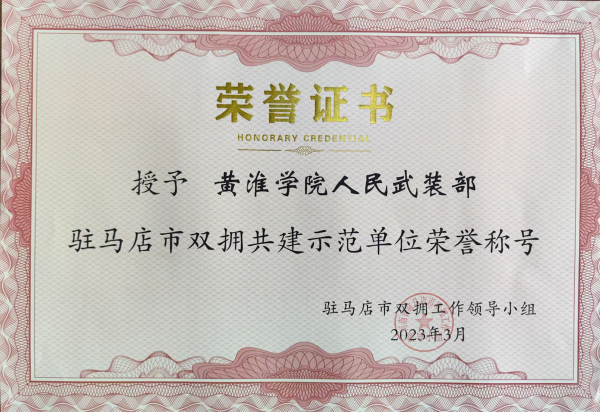 荣誉证书
HONORARY CREDENTIAL
授予 黄淮学院人民武装部
驻马店市双拥共建示范单位荣誉称号
驻马店市双拥工作领导小组
2023年3月